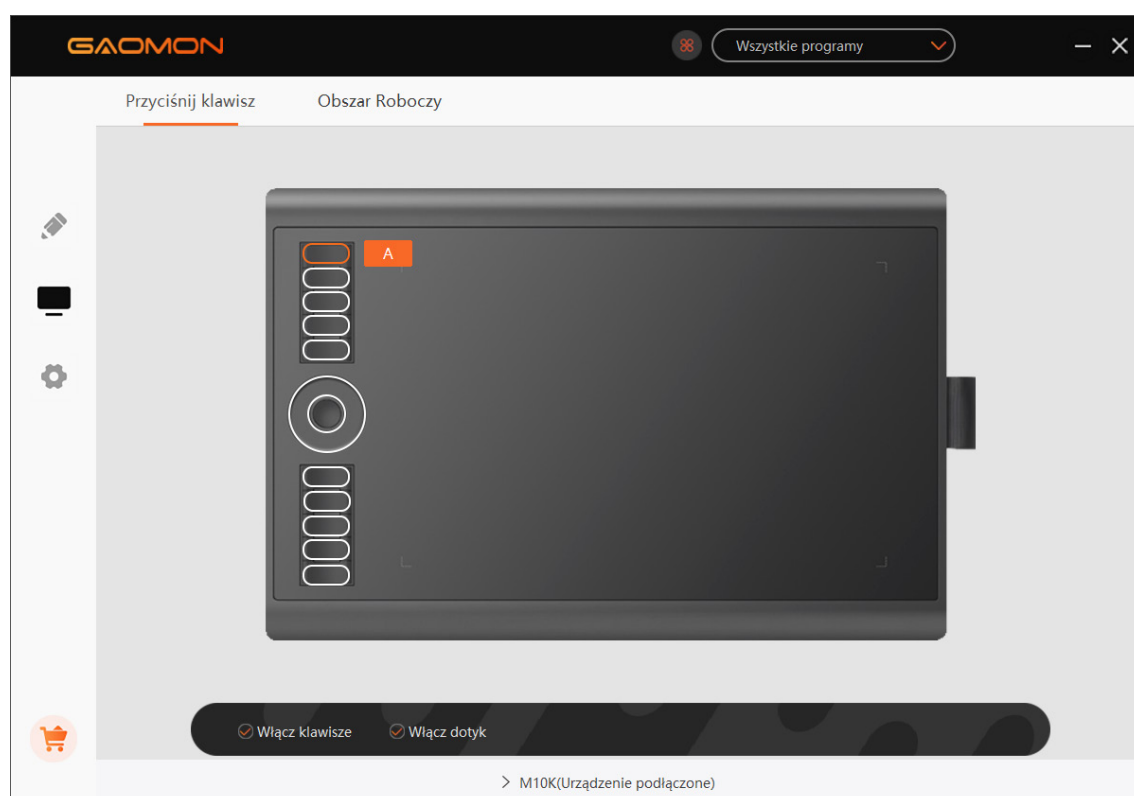 GAOMON
Wszystkie programy
Przyciśnij klawisz
Obszar Roboczy
A
Włącz klawisze
Włącz dotyk
M10K(Urządzenie podłączone)